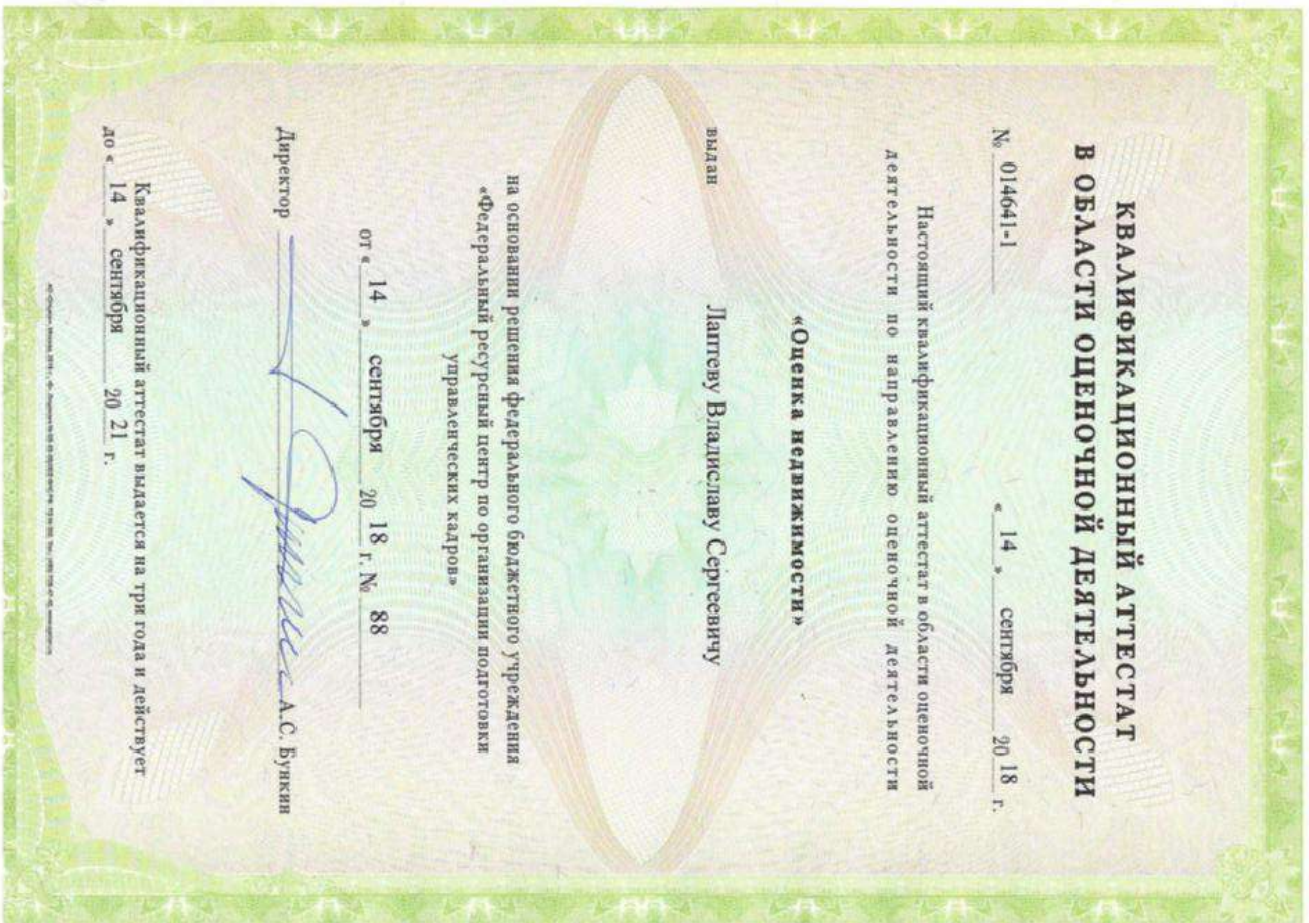 КВАЛИФИКАЦИОННЫЙ АТТЕСТАТ
В ОБЛАСТИ ОЦЕНОЧНОЙ ДЕЯТЕЛЬНОСТИ
№ 014641-1 « 14 » сентября 20 18 г.
Настоящий квалификационный аттестат в области оценочной
деятельности по направлению оценочной деятельности
«Оценка недвижимости»
выдан Лаптеву Владиславу Сергеевичу
на основании решения федерального бюджетного учреждения
«Федеральный ресурсный центр по организации подготовки
управленческих кадров»
от « 14 » сентября 20 18 г. № 88
Директор А.С. Бункин
Квалификационный аттестат выдается на три года и действует
до « 14 » сентября 20 21 г.